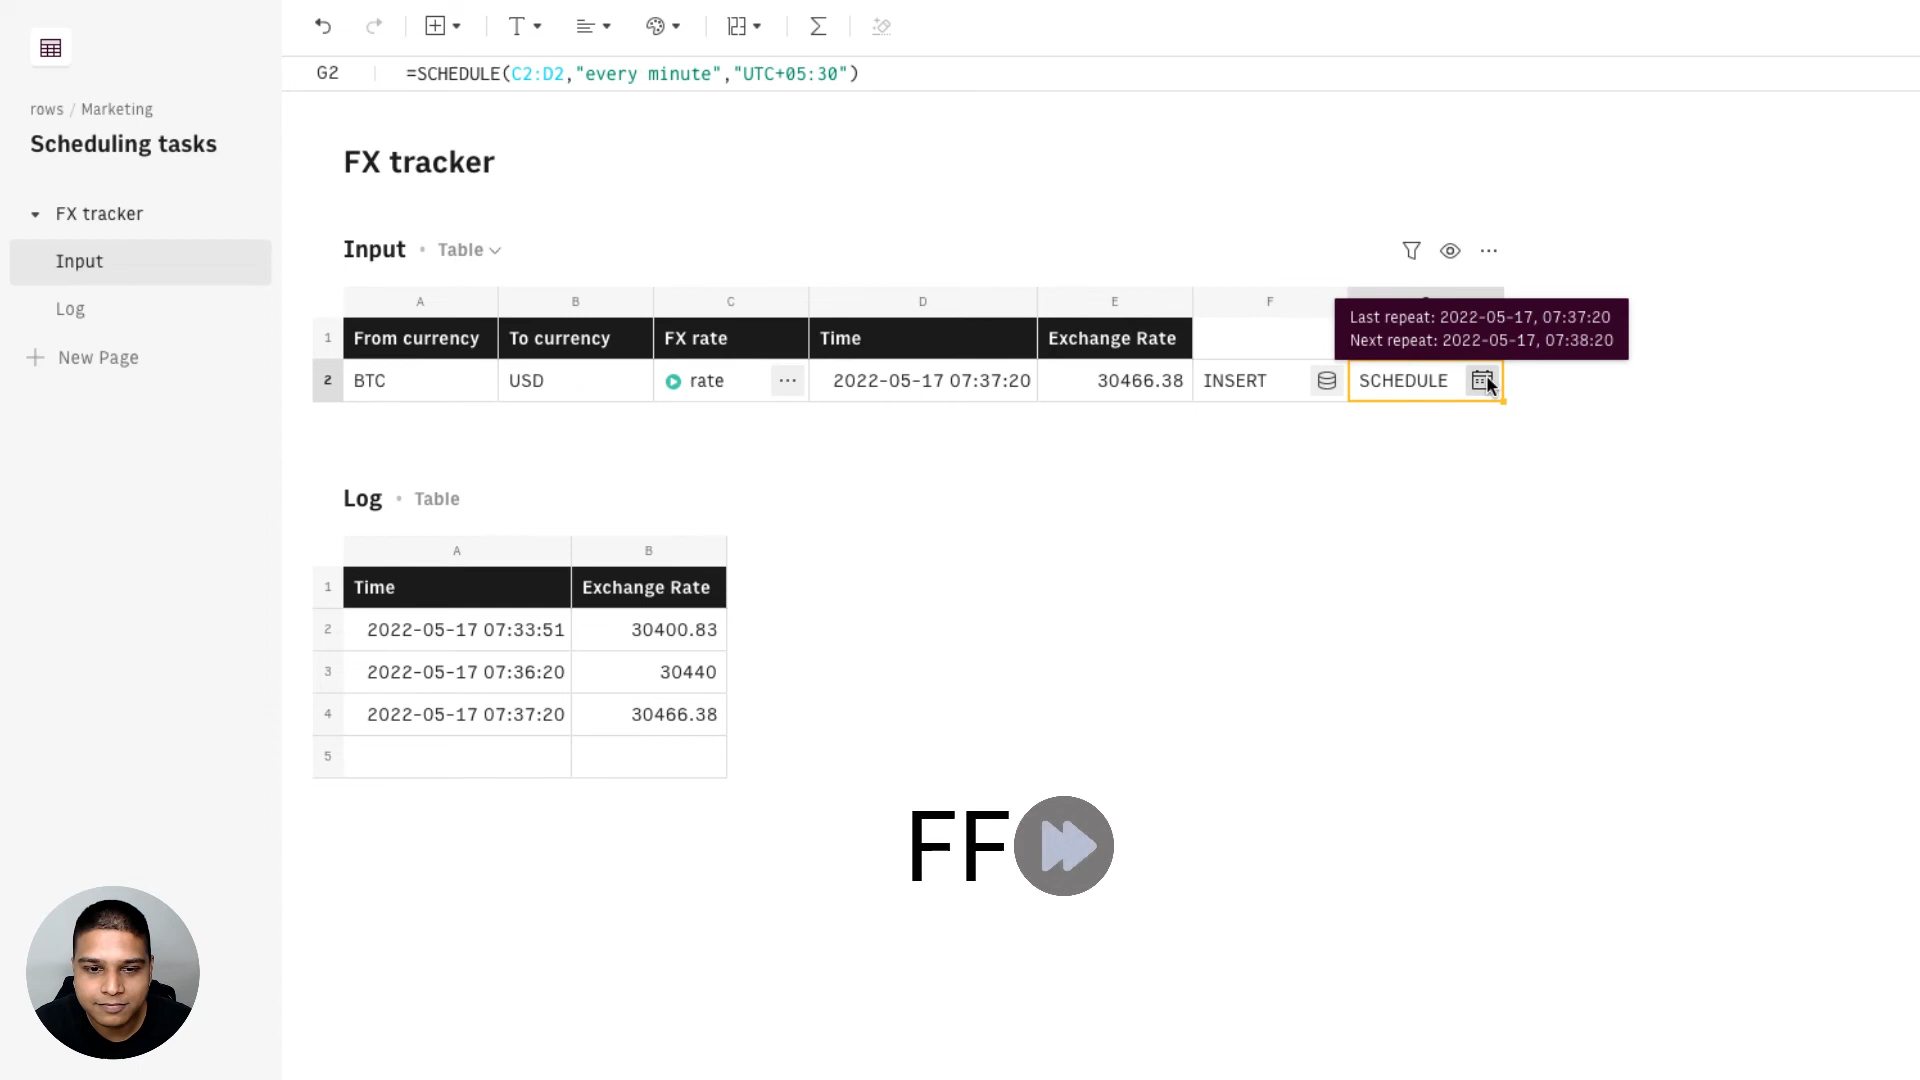 G2 =SCHEDULE(C2:D2,"every minute","UTC+05:30")
rows / Marketing
Scheduling tasks
FX tracker
Input
Log
New Page
FX tracker
Input • Table
A B C D E F
Last repeat: 2022-05-17, 07:37:20
Next repeat: 2022-05-17, 07:38:20
1 From currency To currency FX rate Time Exchange Rate
2 BTC USD rate ... 2022-05-17 07:37:20 30466.38 INSERT SCHEDULE
Log • Table
A B
1 Time Exchange Rate
2 2022-05-17 07:33:51 30400.83
3 2022-05-17 07:36:20 30440
4 2022-05-17 07:37:20 30466.38
5
FF